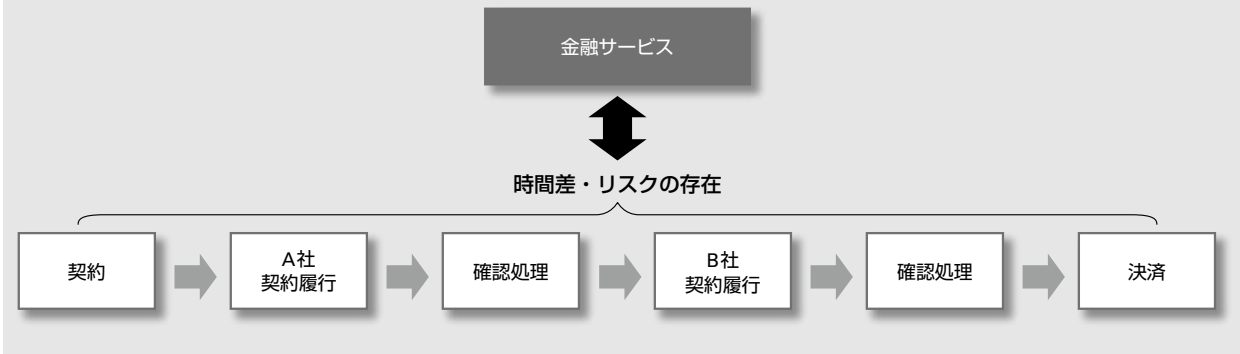 金融サービス
時間差・リスクの存在
契約
A社
契約履行
確認処理
B社
契約履行
確認処理
決済